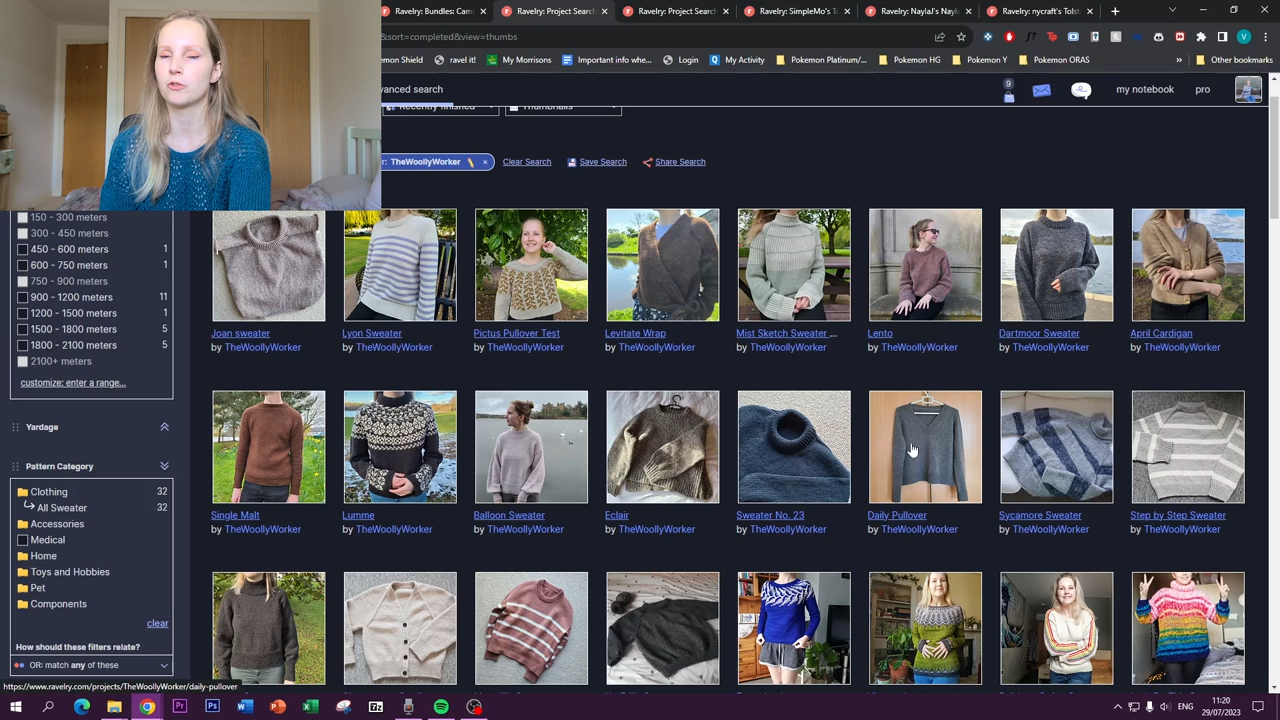 Ravelry: Bundles: Cam
Ravelry: Project Search
Ravelry: Project Search
Ravelry: SimpleMo's T
Ravelry: NaylaJ's Nayl
Ravelry: nycraft's Tols
&sort=completed&view=thumbs
okemon Shield
ravel it!
My Morrisons
Important info whe...
Login
My Activity
Pokemon Platinum/...
Pokemon HG
Pokemon Y
Pokemon ORAS
»
Other bookmarks
vanced search
9
my notebook
pro
Recently finished
Thumbnails
r: TheWoollyWorker
×
Clear Search
Save Search
Share Search
150 - 300 meters
300 - 450 meters
450 - 600 meters 1
600 - 750 meters 1
750 - 900 meters
900 - 1200 meters 11
1200 - 1500 meters 1
1500 - 1800 meters 5
1800 - 2100 meters 5
2100+ meters
customize: enter a range...
Yardage
Pattern Category
Clothing 32
All Sweater 32
Accessories
Medical
Home
Toys and Hobbies
Pet
Components
clear
How should these filters relate?
OR: match any of these
Joan sweater
by TheWoollyWorker
Lyon Sweater
by TheWoollyWorker
Pictus Pullover Test
by TheWoollyWorker
Levitate Wrap
by TheWoollyWorker
Mist Sketch Sweater ...
by TheWoollyWorker
Lento
by TheWoollyWorker
Dartmoor Sweater
by TheWoollyWorker
April Cardigan
by TheWoollyWorker
Single Malt
by TheWoollyWorker
Lumme
by TheWoollyWorker
Balloon Sweater
by TheWoollyWorker
Eclair
by TheWoollyWorker
Sweater No. 23
by TheWoollyWorker
Daily Pullover
by TheWoollyWorker
Sycamore Sweater
by TheWoollyWorker
Step by Step Sweater
by TheWoollyWorker
https://www.ravelry.com/projects/TheWoollyWorker/daily-pullover
11:20
29/07/2023